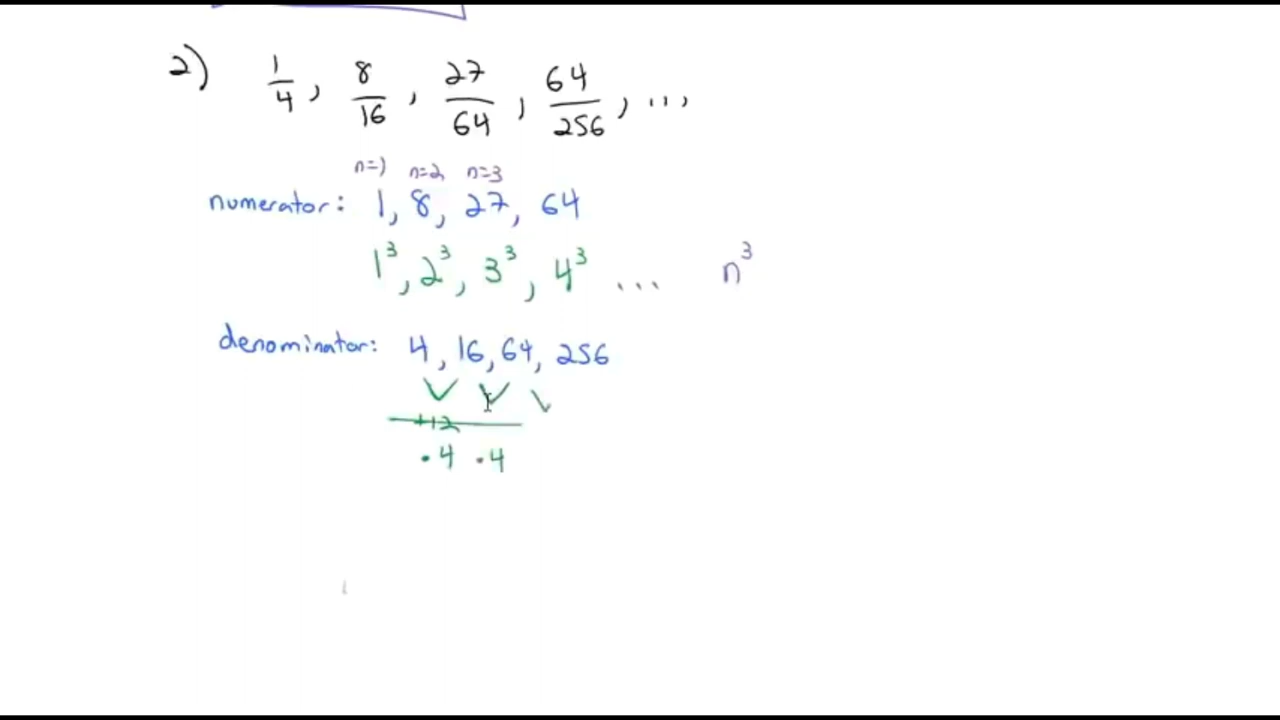 2) 1/4, 8/16, 27/64, 64/256, ...
n=1 n=2 n=3
numerator: 1, 8, 27, 64
1³, 2³, 3³, 4³ ... n³
denominator: 4, 16, 64, 256
+12
·4 ·4